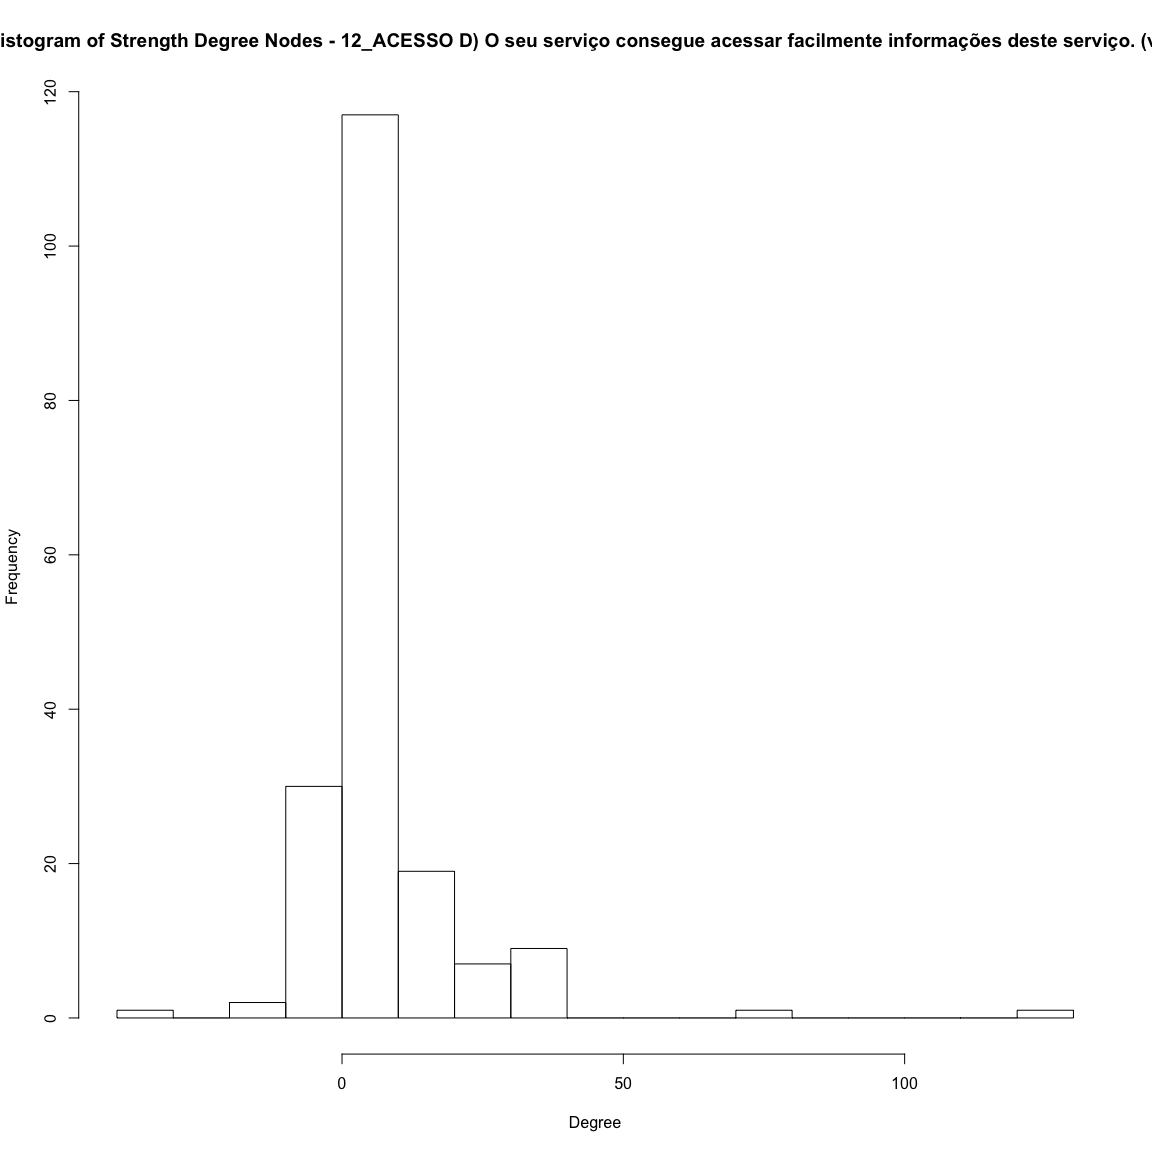 istogram of Strength Degree Nodes - 12_ACESSO D) O seu serviço consegue acessar facilmente informações deste serviço. (v
120
100
80
60
40
20
0
Frequency
0 50 100
Degree